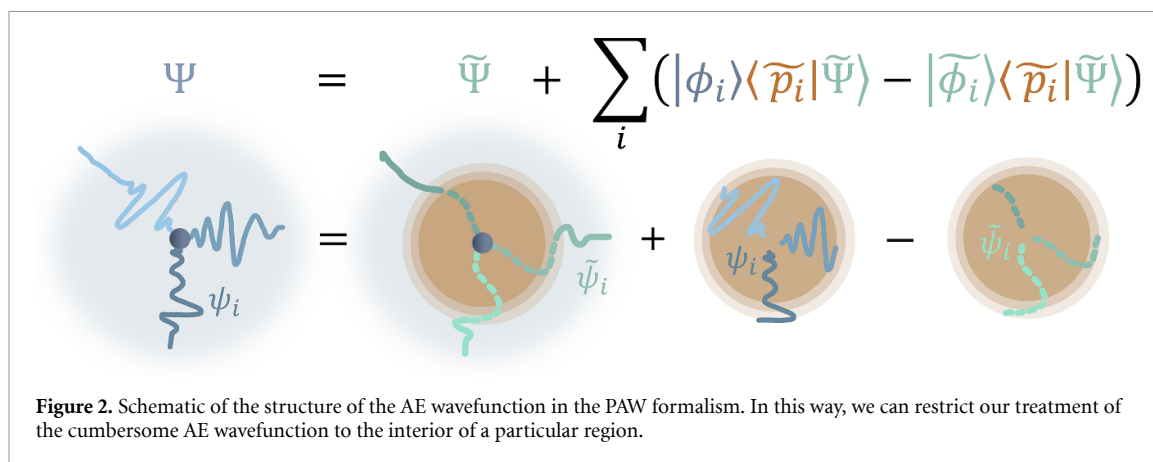 Ψ = Ψ̃ + ∑ᵢ(|ϕᵢ⟩⟨p̃ᵢ|Ψ̃⟩ − |ϕ̃ᵢ⟩⟨p̃ᵢ|Ψ̃⟩)
= + −
ψᵢ ψ̃ᵢ ψᵢ ψ̃ᵢ
Figure 2. Schematic of the structure of the AE wavefunction in the PAW formalism. In this way, we can restrict our treatment of
the cumbersome AE wavefunction to the interior of a particular region.